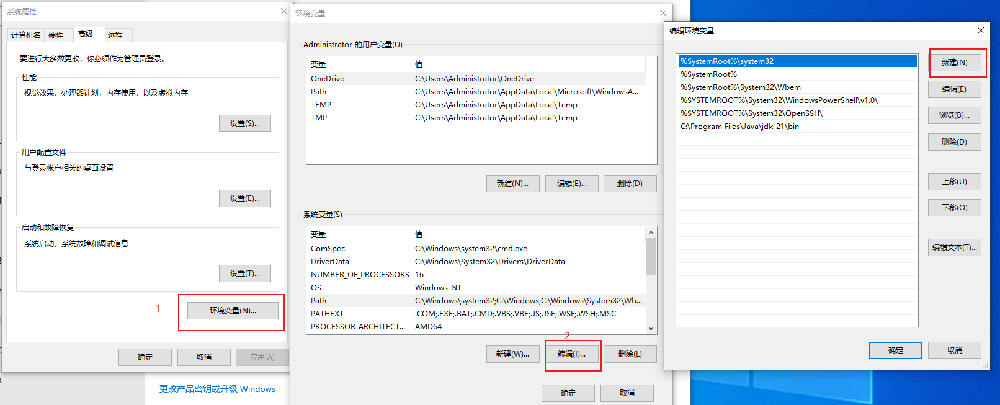 系统属性
计算机名 硬件 高级 远程
要进行大多数更改，你必须作为管理员登录。
性能
视觉效果，处理器计划，内存使用，以及虚拟内存
设置(S)...
用户配置文件
与登录帐户相关的桌面设置
设置(E)...
启动和故障恢复
系统启动、系统故障和调试信息
设置(T)...
1
环境变量(N)...
确定 取消 应用(A)
更改产品密钥或升级 Windows
环境变量
Administrator 的用户变量(U)
变量 值
OneDrive C:\Users\Administrator\OneDrive
Path C:\Users\Administrator\AppData\Local\Microsoft\WindowsA...
TEMP C:\Users\Administrator\AppData\Local\Temp
TMP C:\Users\Administrator\AppData\Local\Temp
新建(N)... 编辑(E)... 删除(D)
系统变量(S)
变量 值
ComSpec C:\Windows\system32\cmd.exe
DriverData C:\Windows\System32\Drivers\DriverData
NUMBER_OF_PROCESSORS 16
OS Windows_NT
Path C:\Windows\system32;C:\Windows;C:\Windows\System32\Wb...
PATHEXT .COM;.EXE;.BAT;.CMD;.VBS;.VBE;.JS;.JSE;.WSF;.WSH;.MSC
PROCESSOR_ARCHITECT... AMD64
2
新建(W)... 编辑(I)... 删除(L)
确定 取消
编辑环境变量
%SystemRoot%\system32
%SystemRoot%
%SystemRoot%\System32\Wbem
%SYSTEMROOT%\System32\WindowsPowerShell\v1.0\
%SYSTEMROOT%\System32\OpenSSH\
C:\Program Files\Java\jdk-21\bin
新建(N)
编辑(E)
浏览(B)...
删除(D)
上移(U)
下移(O)
编辑文本(T)...
确定 取消